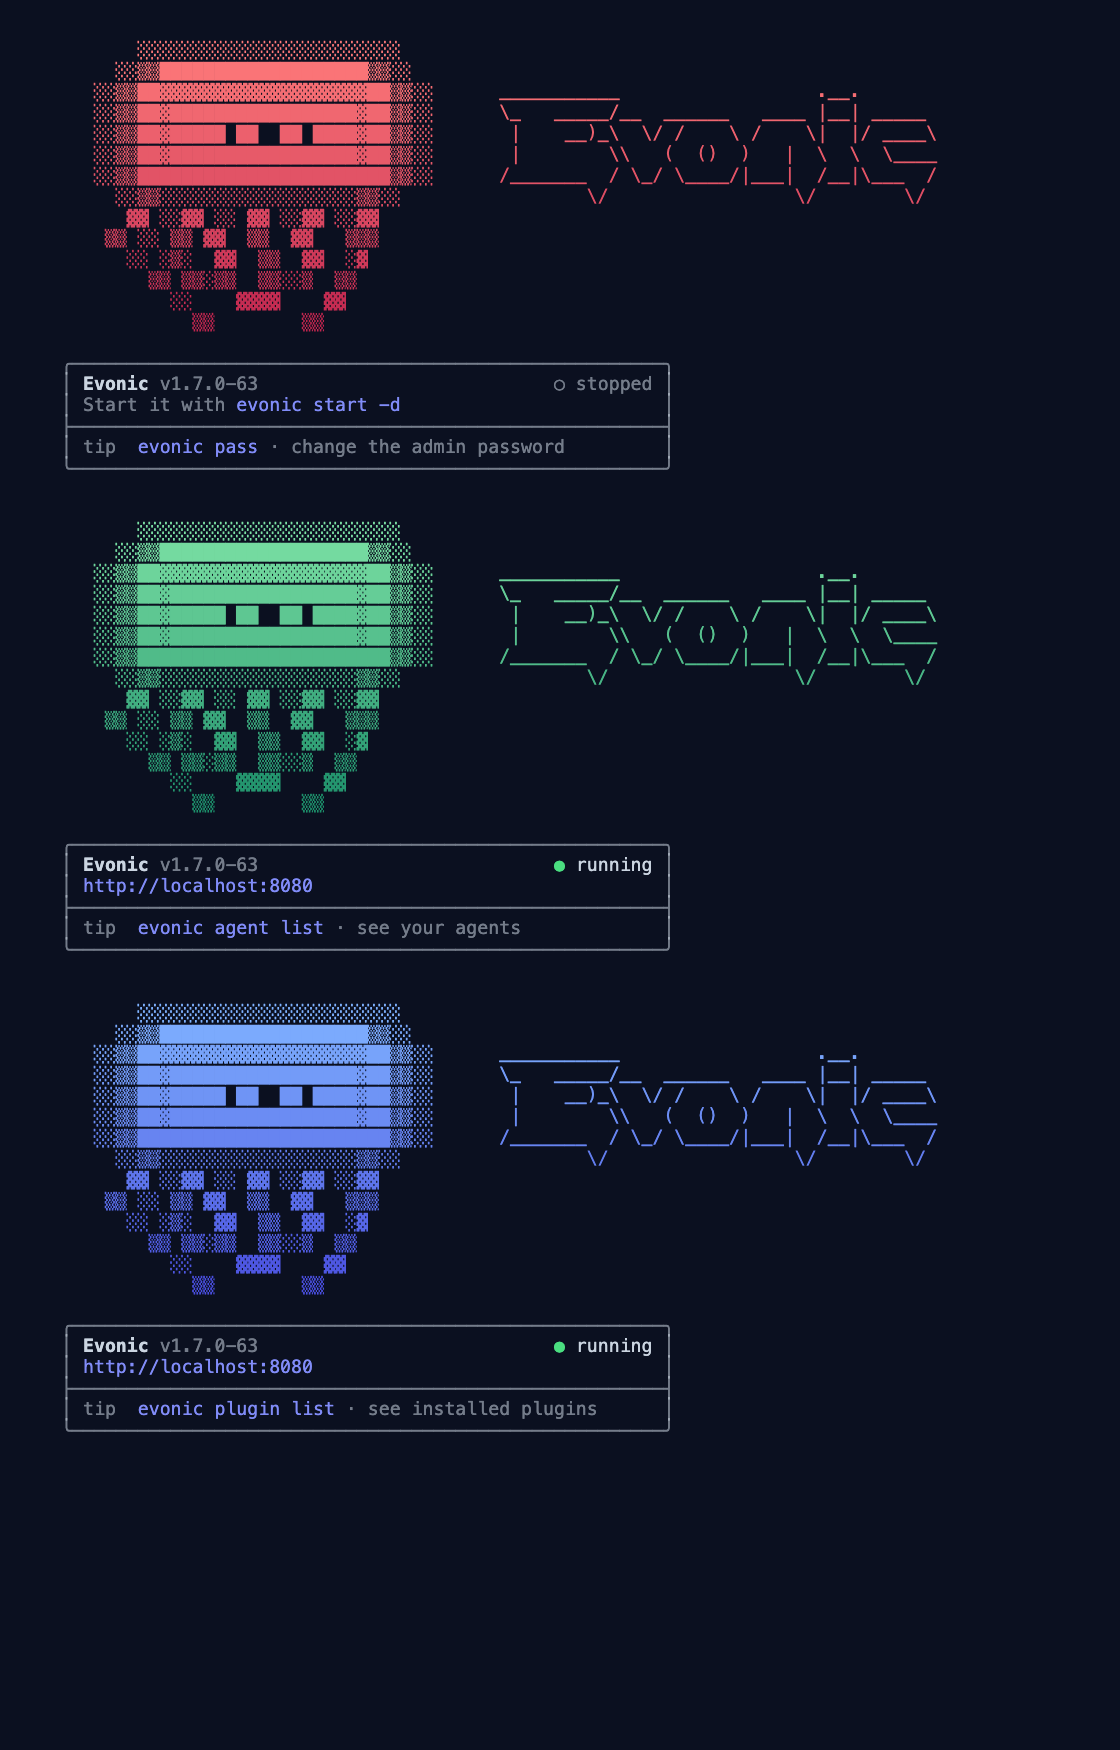 Evonic
Evonic v1.7.0-63 ○ stopped
Start it with evonic start -d
tip evonic pass · change the admin password
Evonic
Evonic v1.7.0-63 ● running
http://localhost:8080
tip evonic agent list · see your agents
Evonic
Evonic v1.7.0-63 ● running
http://localhost:8080
tip evonic plugin list · see installed plugins